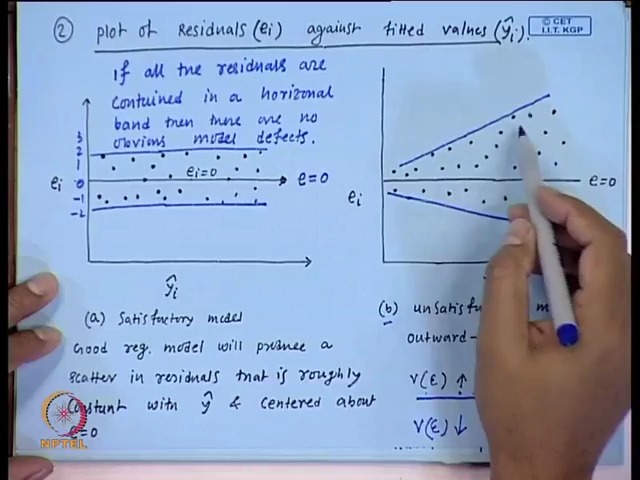 ② plot of Residuals (ei) against fitted values (ŷi).
© CET
I.I.T. KGP
If all the residuals are
contained in a horizonal
band then there are no
obvious model defects.
3
2
1
0
-1
-2
ei
ei=0
e=0
ŷi
ei
e=0
(a) Satisfactory model
Good reg. model will produce a
scatter in residuals that is roughly
constant with ŷ & centered about
e=0
(b)
outward-
V(ε) ↑
V(ε) ↓
NPTEL